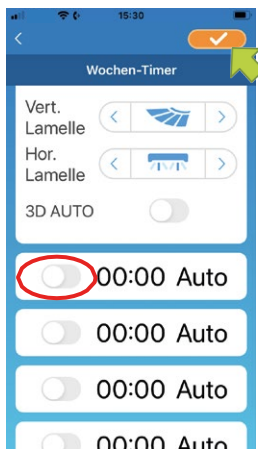 15:30
Wochen-Timer
Vert.
Lamelle
Hor.
Lamelle
3D AUTO
00:00 Auto
00:00 Auto
00:00 Auto
00:00 Auto